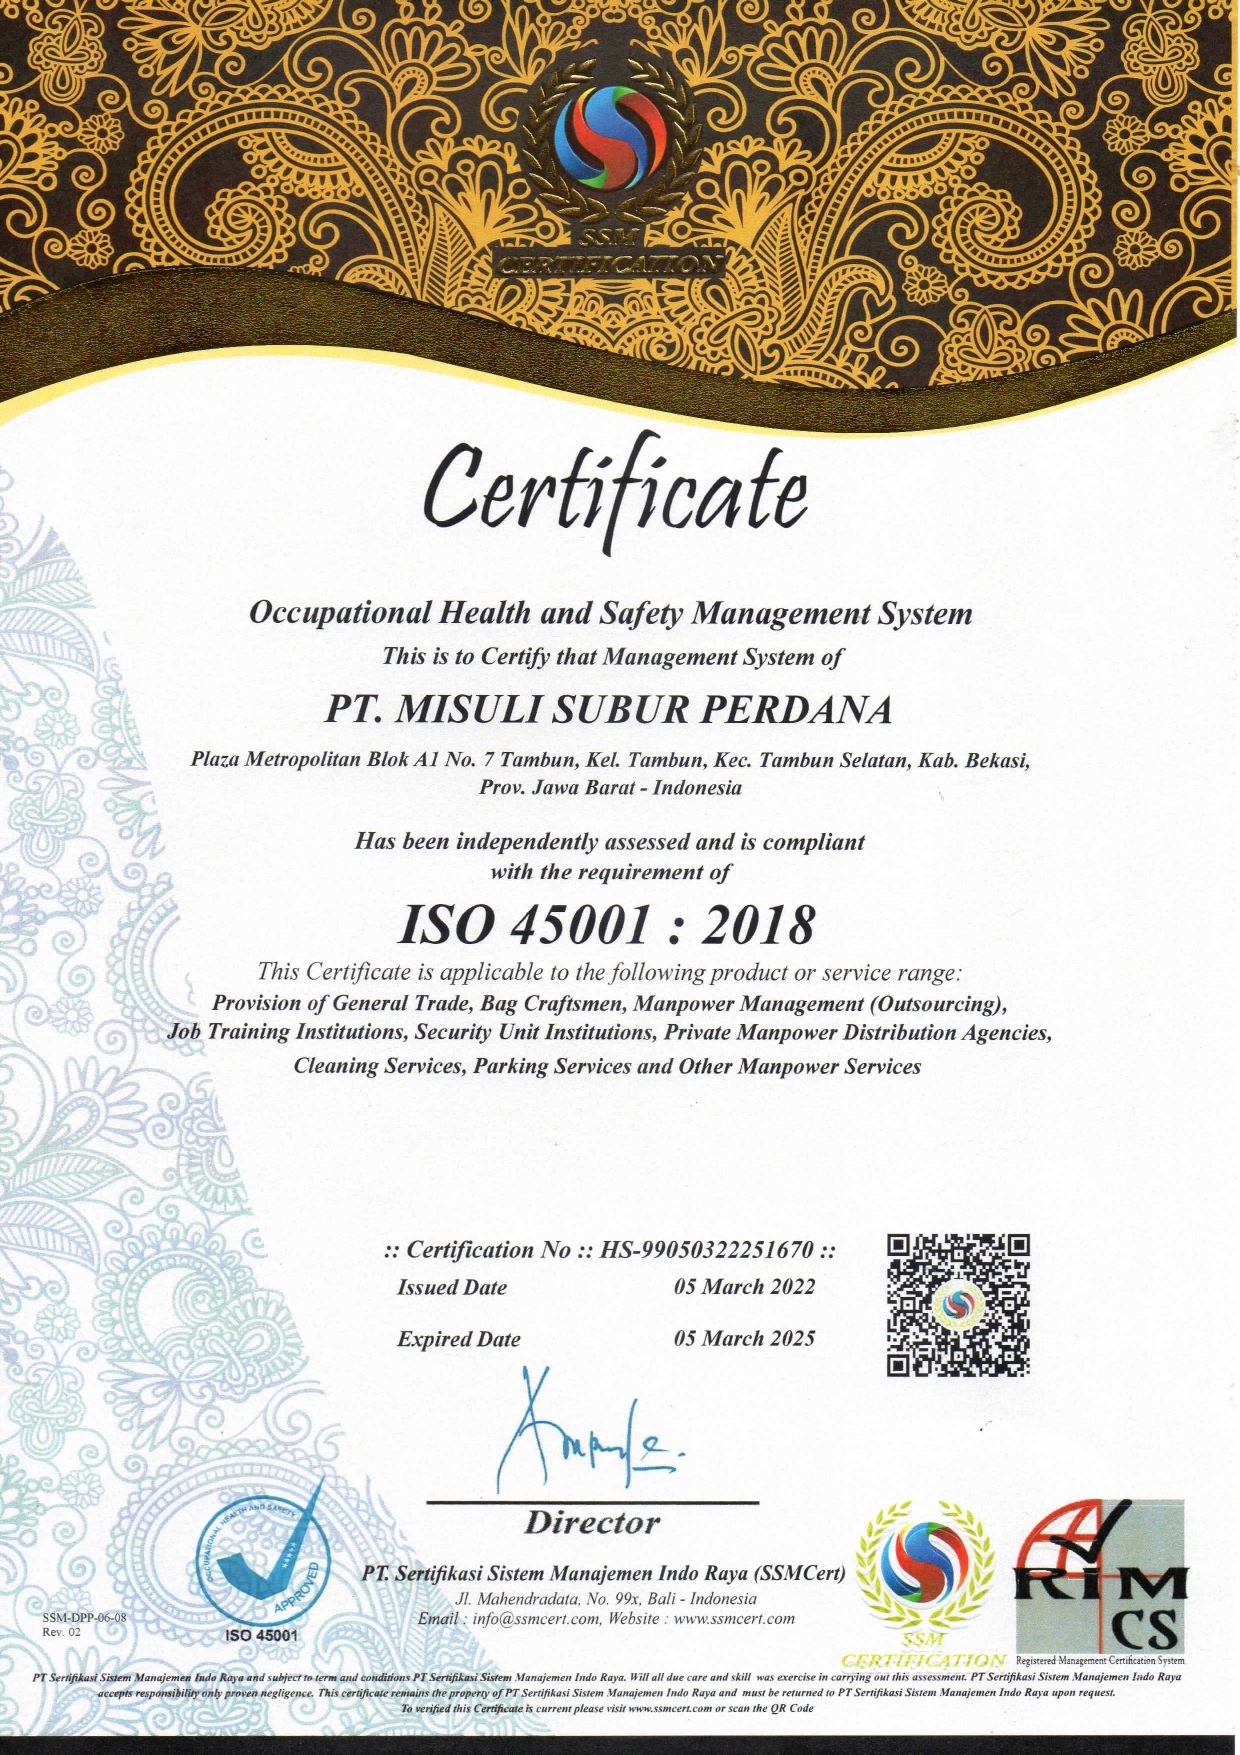 SSM
CERTIFICATION
Certificate
Occupational Health and Safety Management System
This is to Certify that Management System of
PT. MISULI SUBUR PERDANA
Plaza Metropolitan Blok A1 No. 7 Tambun, Kel. Tambun, Kec. Tambun Selatan, Kab. Bekasi,
Prov. Jawa Barat - Indonesia
Has been independently assessed and is compliant
with the requirement of
ISO 45001 : 2018
This Certificate is applicable to the following product or service range:
Provision of General Trade, Bag Craftsmen, Manpower Management (Outsourcing),
Job Training Institutions, Security Unit Institutions, Private Manpower Distribution Agencies,
Cleaning Services, Parking Services and Other Manpower Services
:: Certification No :: HS-99050322251670 ::
Issued Date 05 March 2022
Expired Date 05 March 2025
Director
PT. Sertifikasi Sistem Manajemen Indo Raya (SSMCert)
Jl. Mahendradata, No. 99x, Bali - Indonesia
Email : info@ssmcert.com, Website : www.ssmcert.com
OCCUPATIONAL HEALTH AND SAFETY
APPROVED
ISO 45001
SSM-DPP-06-08
Rev. 02
SSM
CERTIFICATION
RIM
CS
Registered Management Certification System
PT Sertifikasi Sistem Manajemen Indo Raya and subject to term and conditions PT Sertifikasi Sistem Manajemen Indo Raya. Will all due care and skill was exercise in carrying out this assessment. PT Sertifikasi Sistem Manajemen Indo Raya
accepts responsibility only proven negligence. This certificate remains the property of PT Sertifikasi Sistem Manajemen Indo Raya and must be returned to PT Sertifikasi Sistem Manajemen Indo Raya upon request.
To verified this Certificate is current please visit www.ssmcert.com or scan the QR Code